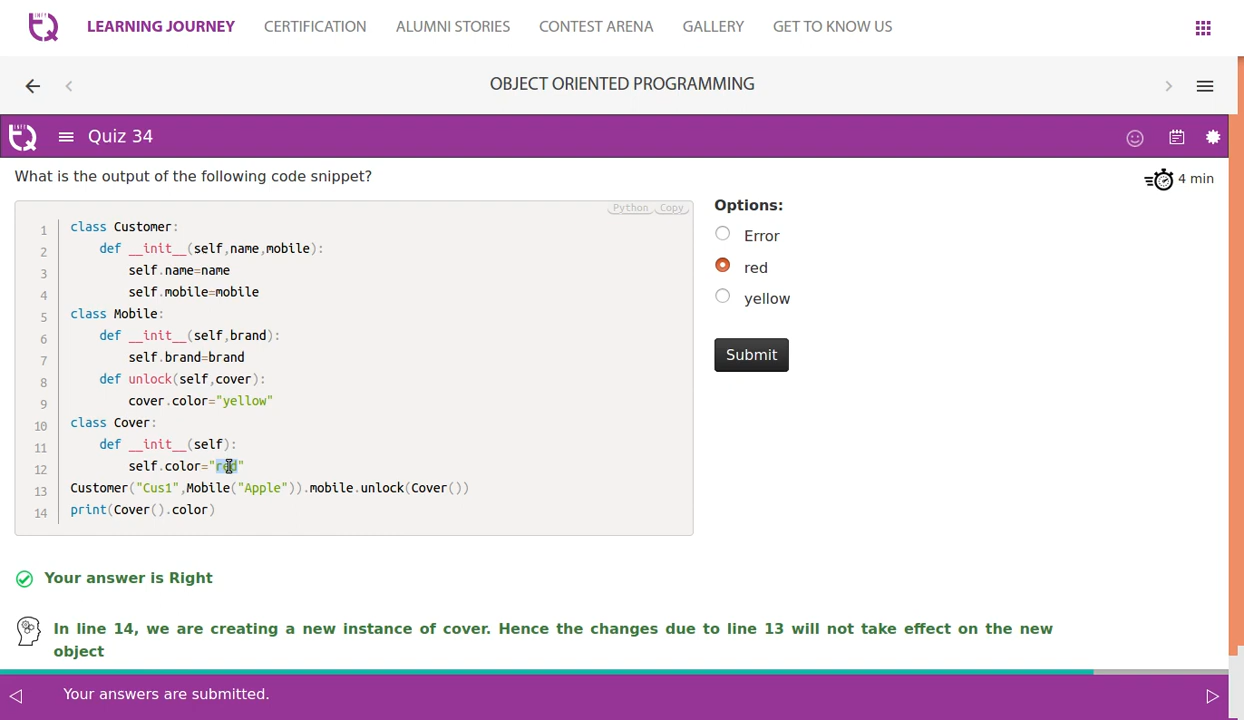 LEARNING JOURNEY CERTIFICATION ALUMNI STORIES CONTEST ARENA GALLERY GET TO KNOW US
OBJECT ORIENTED PROGRAMMING
Quiz 34
What is the output of the following code snippet?
4 min
Python Copy
1 class Customer:
2 def __init__(self,name,mobile):
3 self.name=name
4 self.mobile=mobile
5 class Mobile:
6 def __init__(self,brand):
7 self.brand=brand
8 def unlock(self,cover):
9 cover.color="yellow"
10 class Cover:
11 def __init__(self):
12 self.color="red"
13 Customer("Cus1",Mobile("Apple")).mobile.unlock(Cover())
14 print(Cover().color)
Options:
Error
red
yellow
Submit
Your answer is Right
In line 14, we are creating a new instance of cover. Hence the changes due to line 13 will not take effect on the new
object
Your answers are submitted.